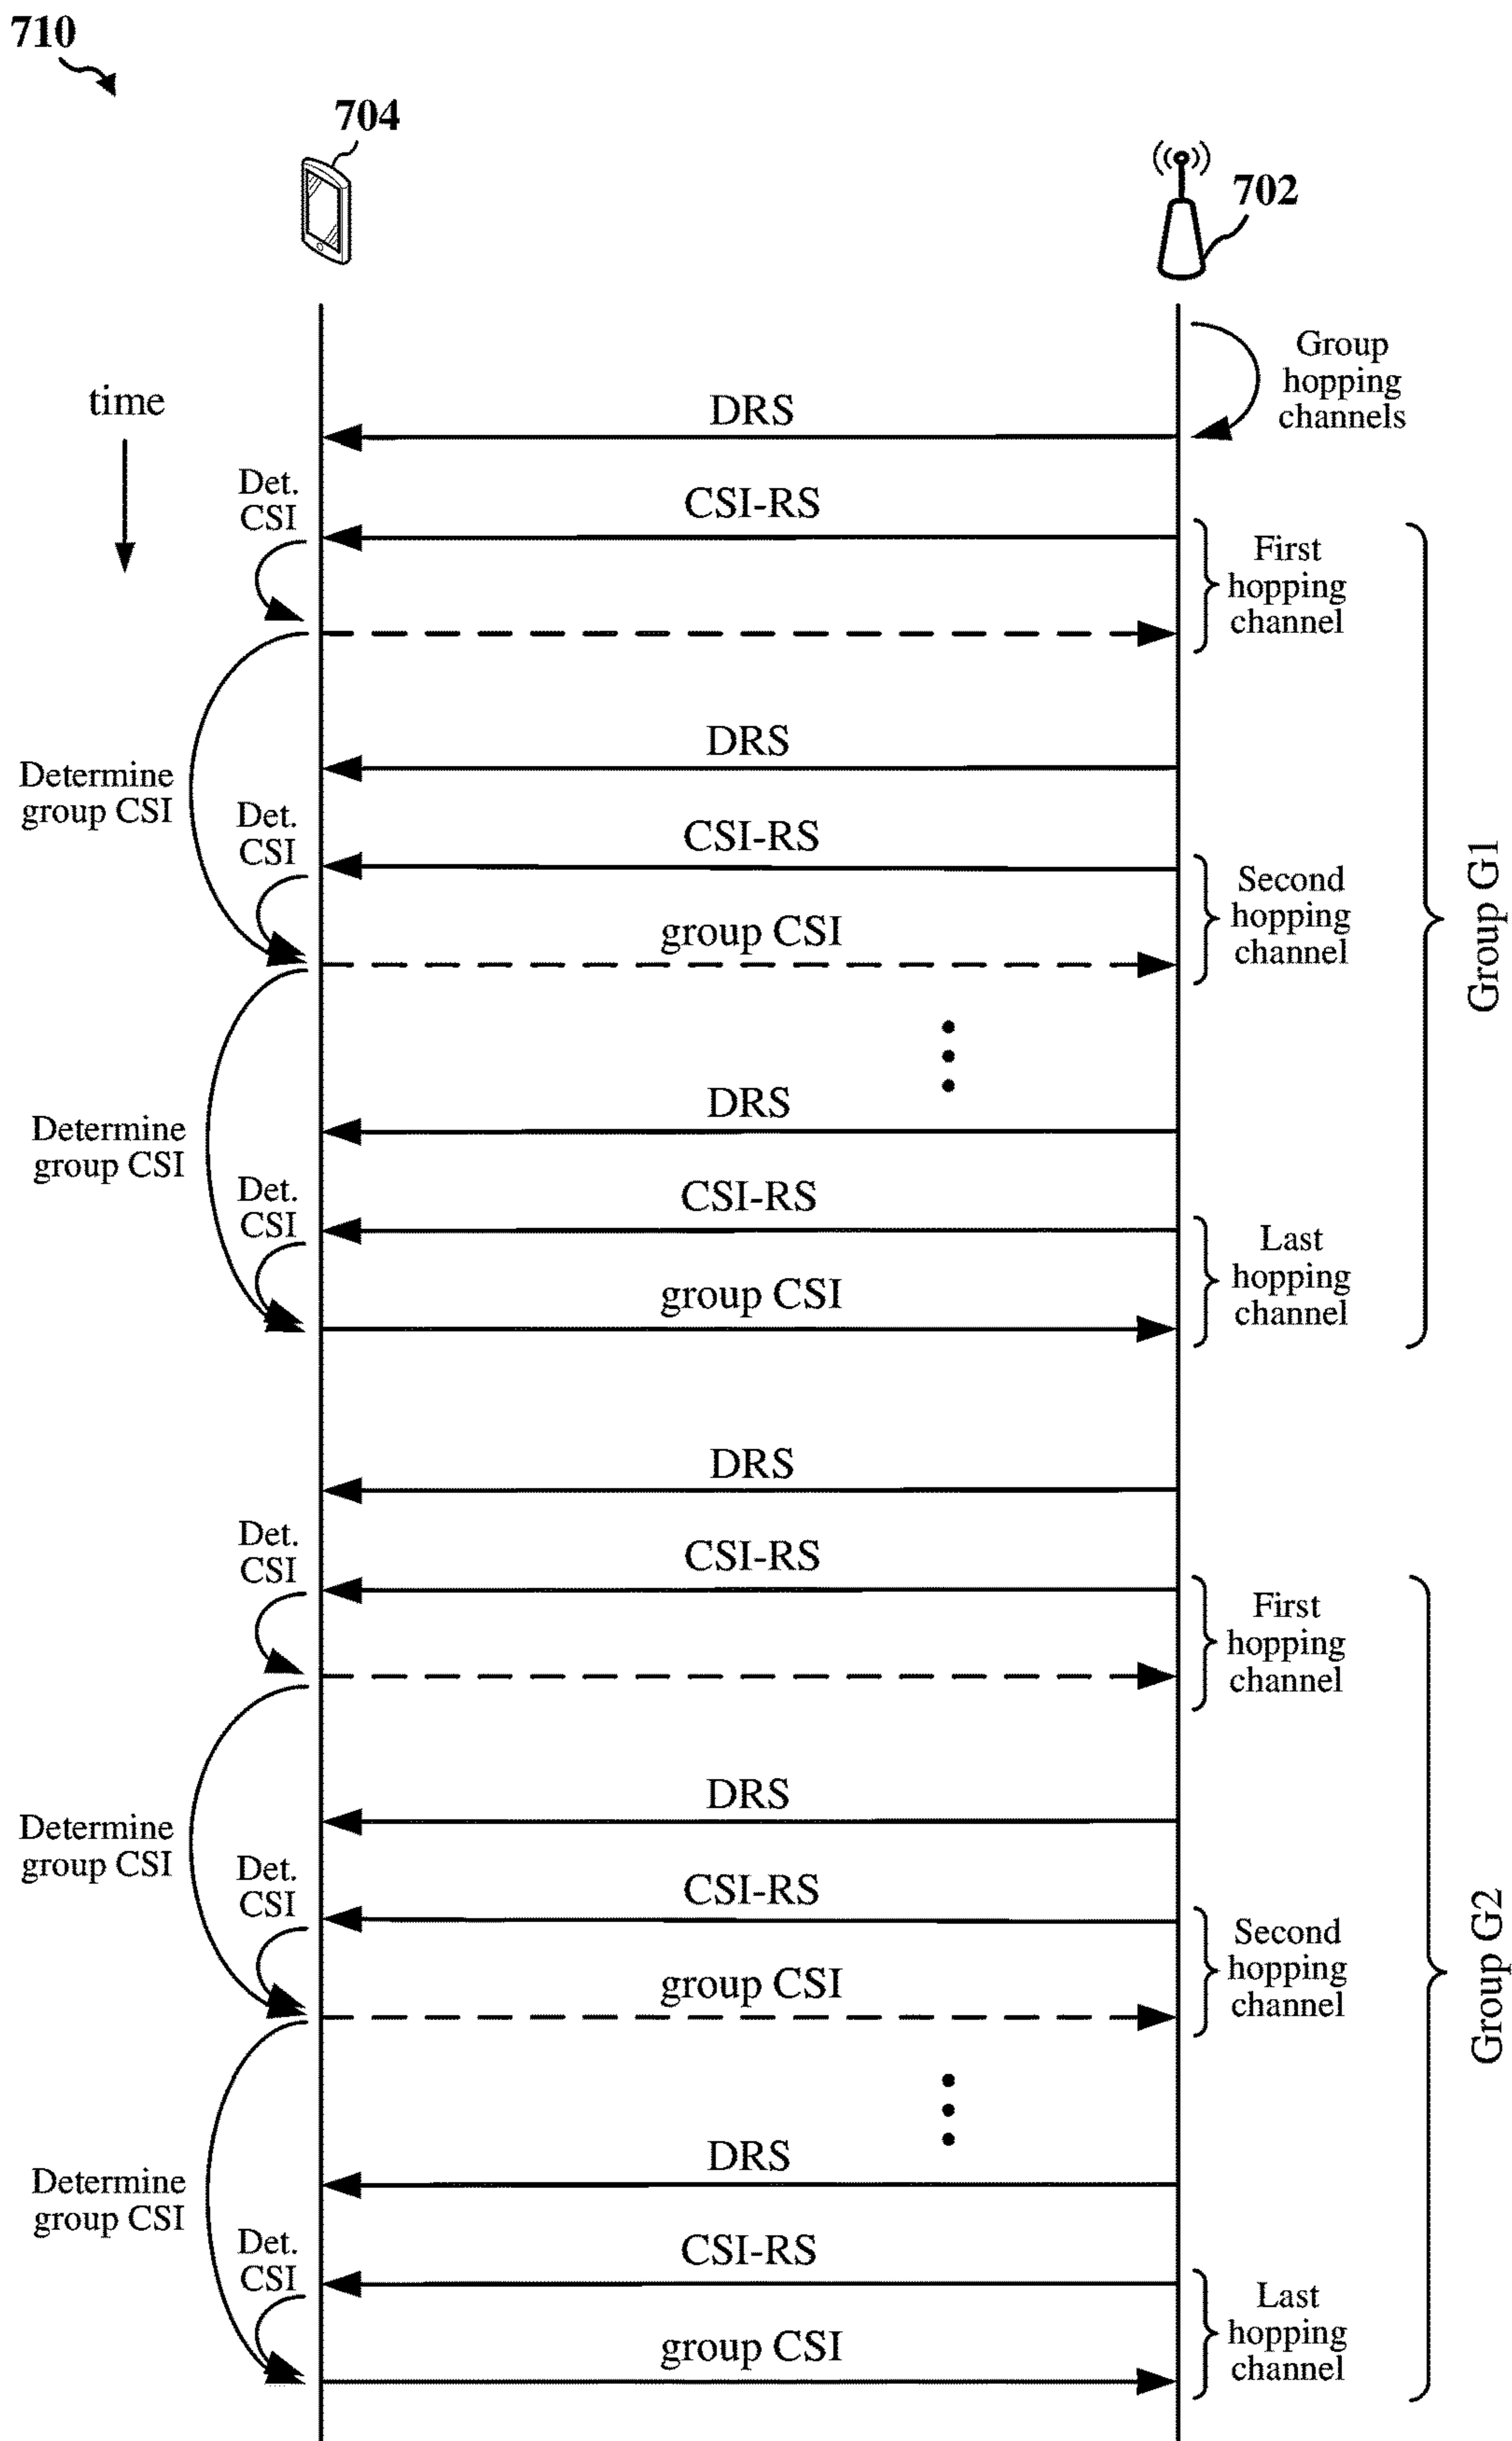 710
704
702
Group
hopping
channels
time
DRS
Det.
CSI
CSI-RS
First
hopping
channel
DRS
Determine
group CSI
Det.
CSI
CSI-RS
Second
hopping
channel
group CSI
Group G1
DRS
Determine
group CSI
Det.
CSI
CSI-RS
Last
hopping
channel
group CSI
DRS
Det.
CSI
CSI-RS
First
hopping
channel
DRS
Determine
group CSI
Det.
CSI
CSI-RS
Second
hopping
channel
group CSI
Group G2
DRS
Determine
group CSI
Det.
CSI
CSI-RS
Last
hopping
channel
group CSI